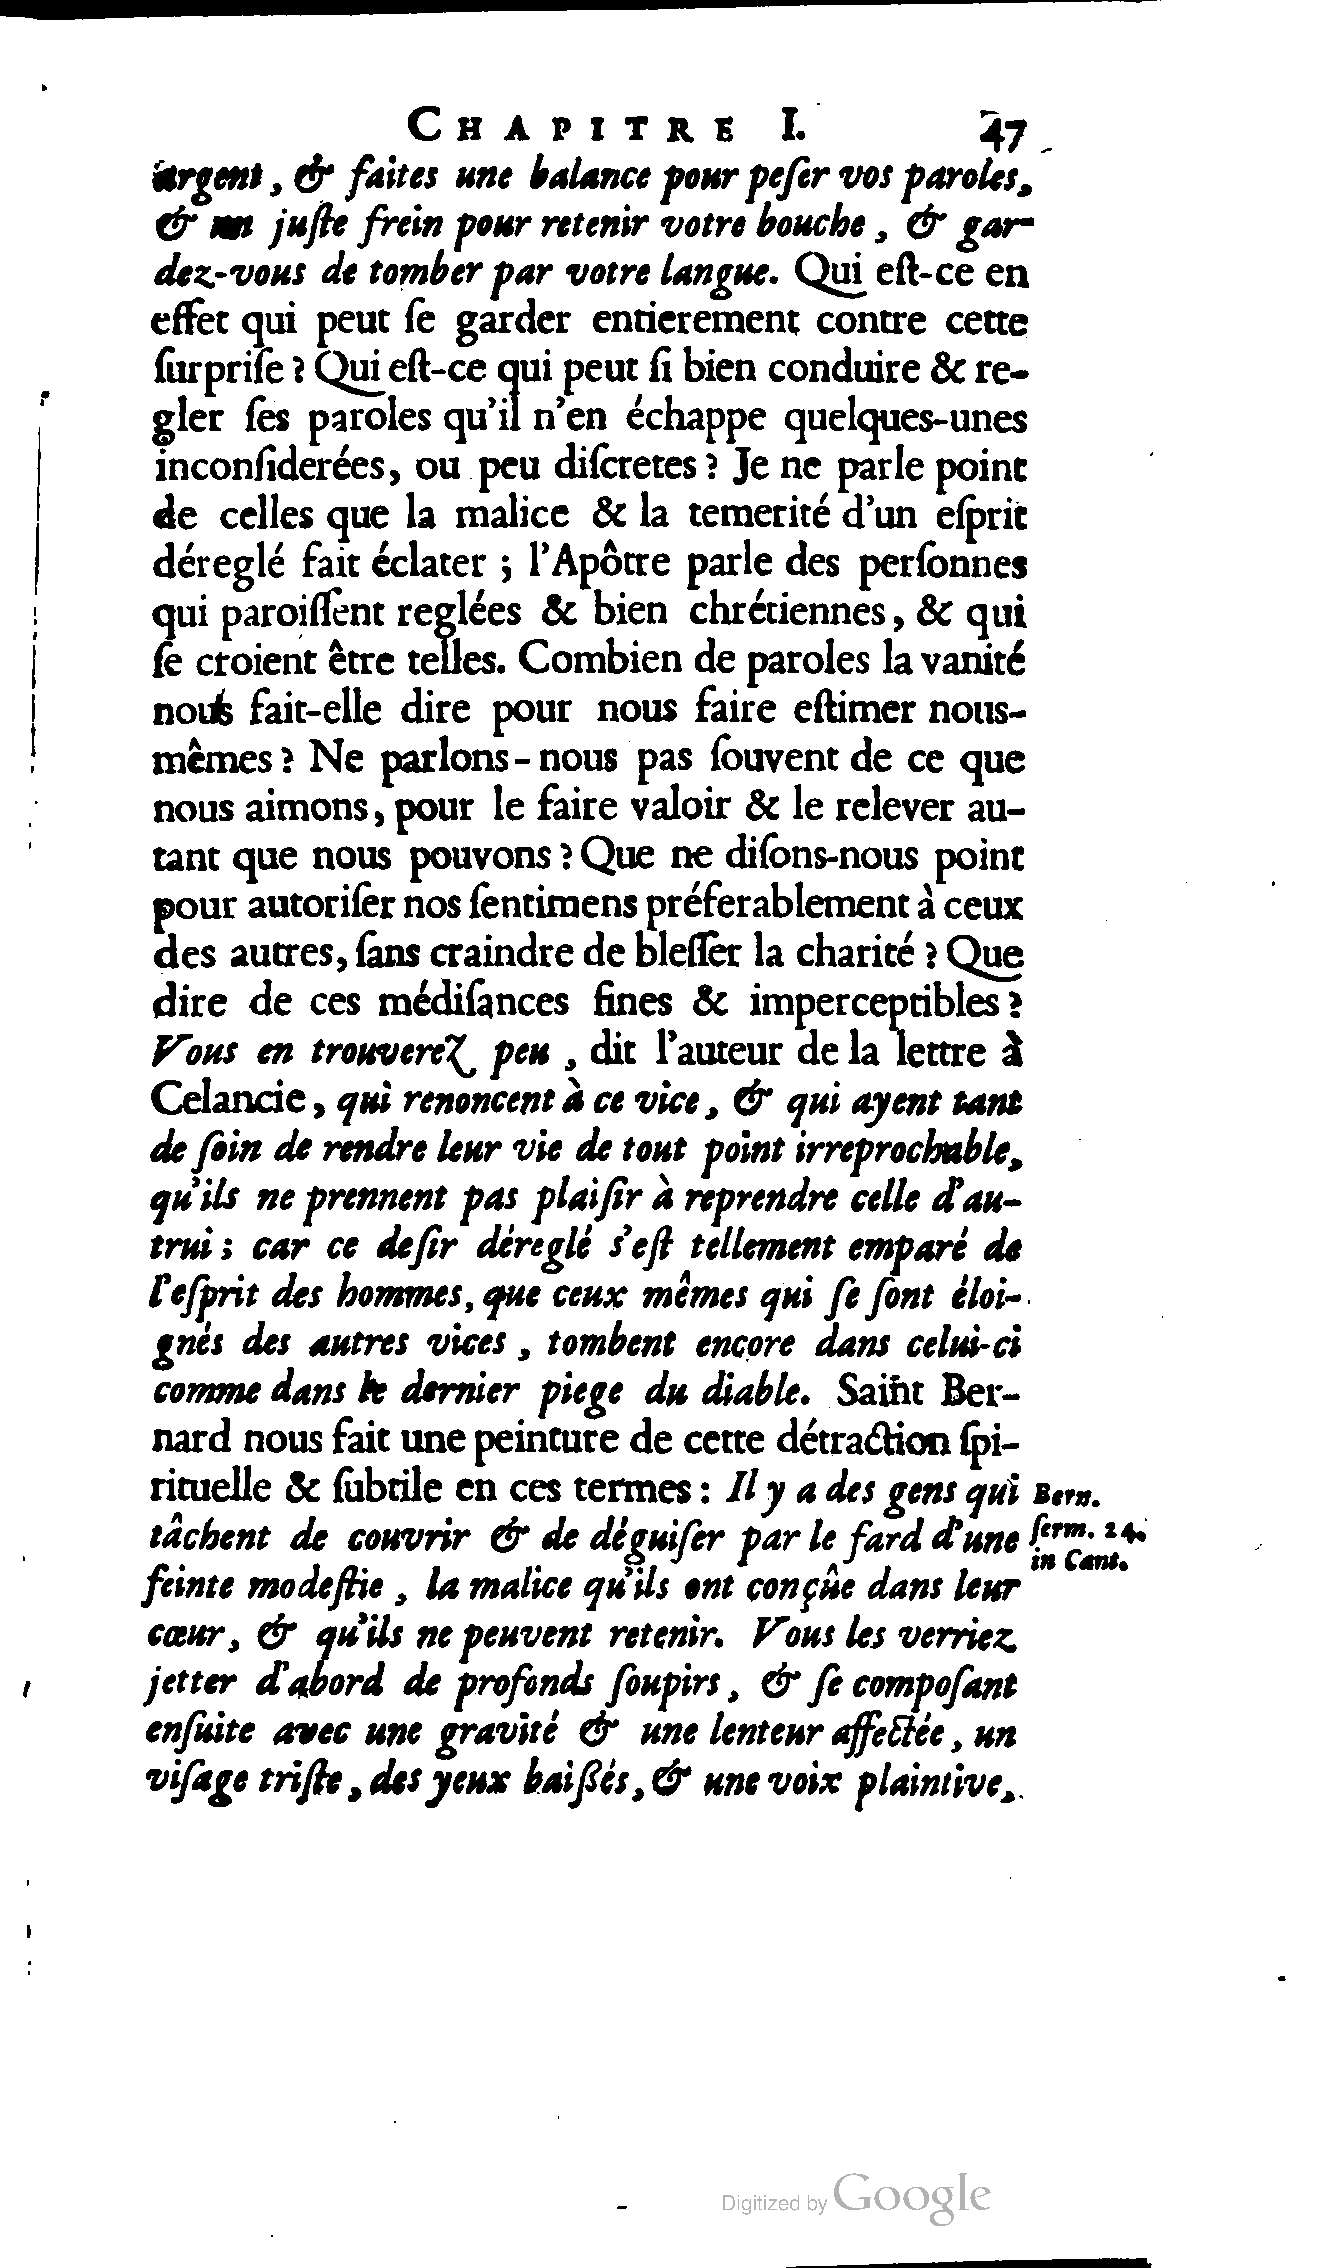 CHAPITRE I. 47
argent, & faites une balance pour peſer vos paroles,
& un juſte frein pour retenir votre bouche, & gar-
dez-vous de tomber par votre langue. Qui eſt-ce en
effet qui peut ſe garder entierement contre cette
ſurpriſe? Qui eſt-ce qui peut ſi bien conduire & re-
gler ſes paroles qu'il n'en échappe quelques-unes
inconſiderées, ou peu diſcretes? Je ne parle point
de celles que la malice & la temerité d'un eſprit
déreglé fait éclater; l'Apôtre parle des perſonnes
qui paroiſſent reglées & bien chrétiennes, & qui
ſe croient être telles. Combien de paroles la vanité
nous fait-elle dire pour nous faire eſtimer nous-
mêmes? Ne parlons-nous pas ſouvent de ce que
nous aimons, pour le faire valoir & le relever au-
tant que nous pouvons? Que ne diſons-nous point
pour autoriſer nos ſentimens préferablement à ceux
des autres, ſans craindre de bleſſer la charité? Que
dire de ces médiſances fines & imperceptibles?
Vous en trouverez peu, dit l'auteur de la lettre à
Celancie, qui renoncent à ce vice, & qui ayent tant
de ſoin de rendre leur vie de tout point irreprochable,
qu'ils ne prennent pas plaiſir à reprendre celle d'au-
trui; car ce deſir déreglé s'eſt tellement emparé de
l'eſprit des hommes, que ceux mêmes qui ſe ſont éloi-
gnés des autres vices, tombent encore dans celui-ci
comme dans le dernier piege du diable. Saint Ber-
nard nous fait une peinture de cette détraction ſpi-
rituelle & ſubtile en ces termes: Il y a des gens qui
tâchent de couvrir & de déguiſer par le fard d'une
feinte modeſtie, la malice qu'ils ont conçûe dans leur
cœur, & qu'ils ne peuvent retenir. Vous les verriez
jetter d'abord de profonds ſoupirs, & ſe compoſant
enſuite avec une gravité & une lenteur affectée, un
viſage triſte, des yeux baiſſés, & une voix plaintive,
Bern.
ſerm. 24.
in Cant.
Digitized by Google